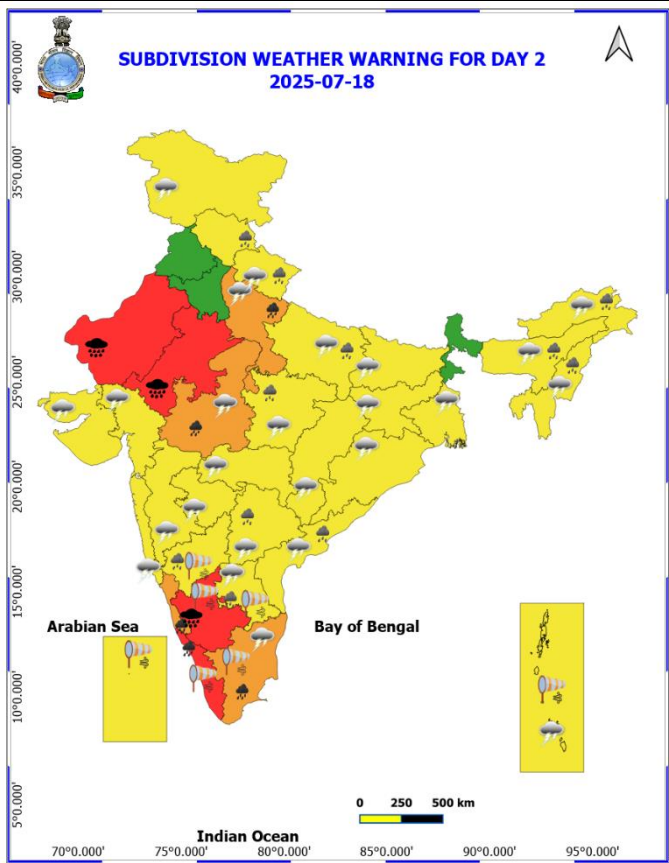 SUBDIVISION WEATHER WARNING FOR DAY 2
2025-07-18
40°0.000'
35°0.000'
30°0.000'
25°0.000'
20°0.000'
15°0.000'
10°0.000'
5°0.000'
Arabian Sea
Bay of Bengal
0 250 500 km
Indian Ocean
70°0.000' 75°0.000' 80°0.000' 85°0.000' 90°0.000' 95°0.000'